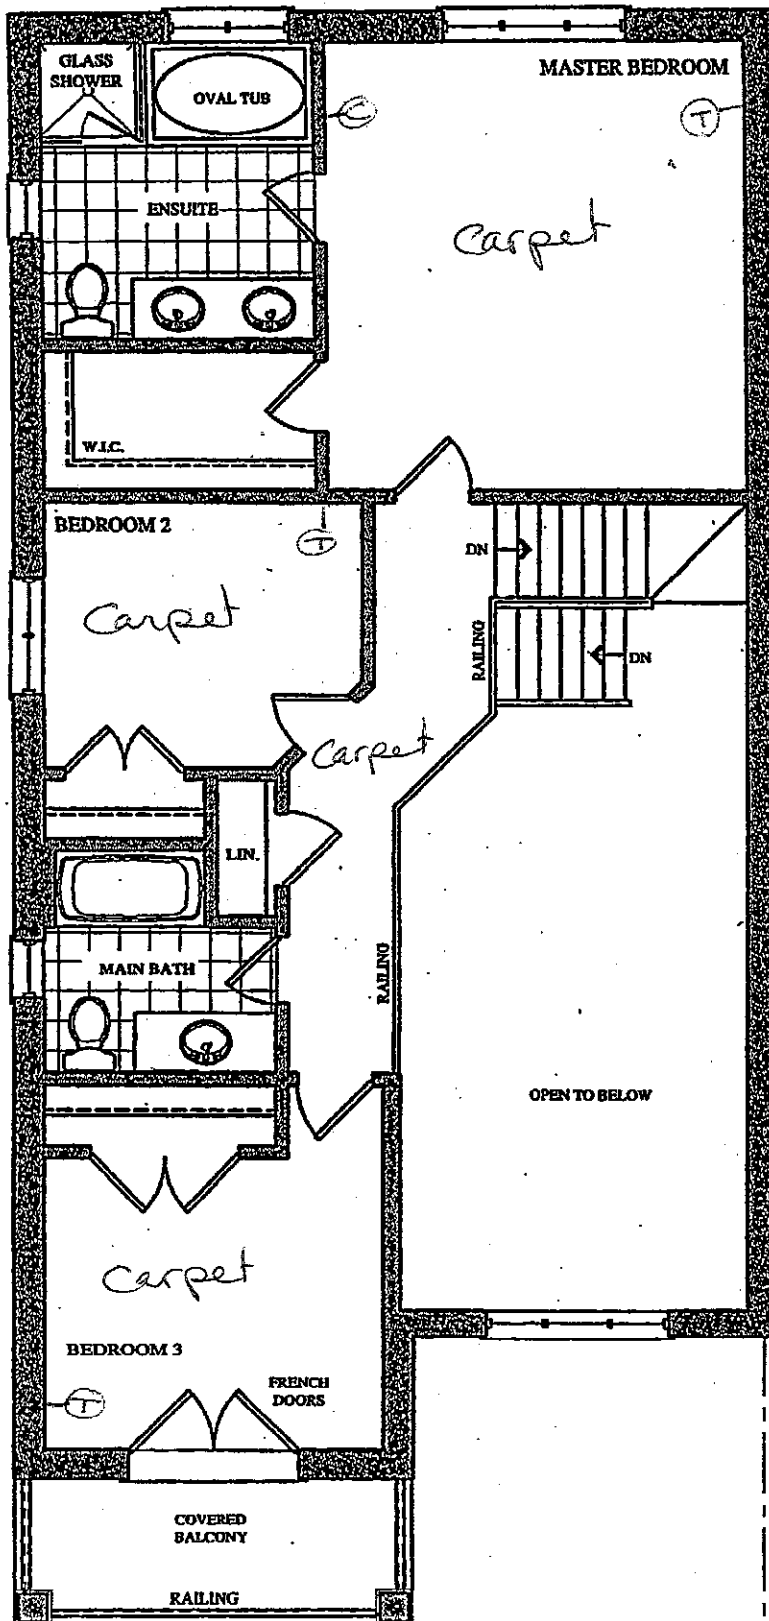 GLASS
SHOWER
OVAL TUB
MASTER BEDROOM
C
T
ENSUITE
Carpet
W.I.C.
BEDROOM 2
T
DN
Carpet
RAILING
DN
Carpet
LIN.
MAIN BATH
RAILING
OPEN TO BELOW
Carpet
BEDROOM 3
FRENCH
DOORS
T
COVERED
BALCONY
RAILING